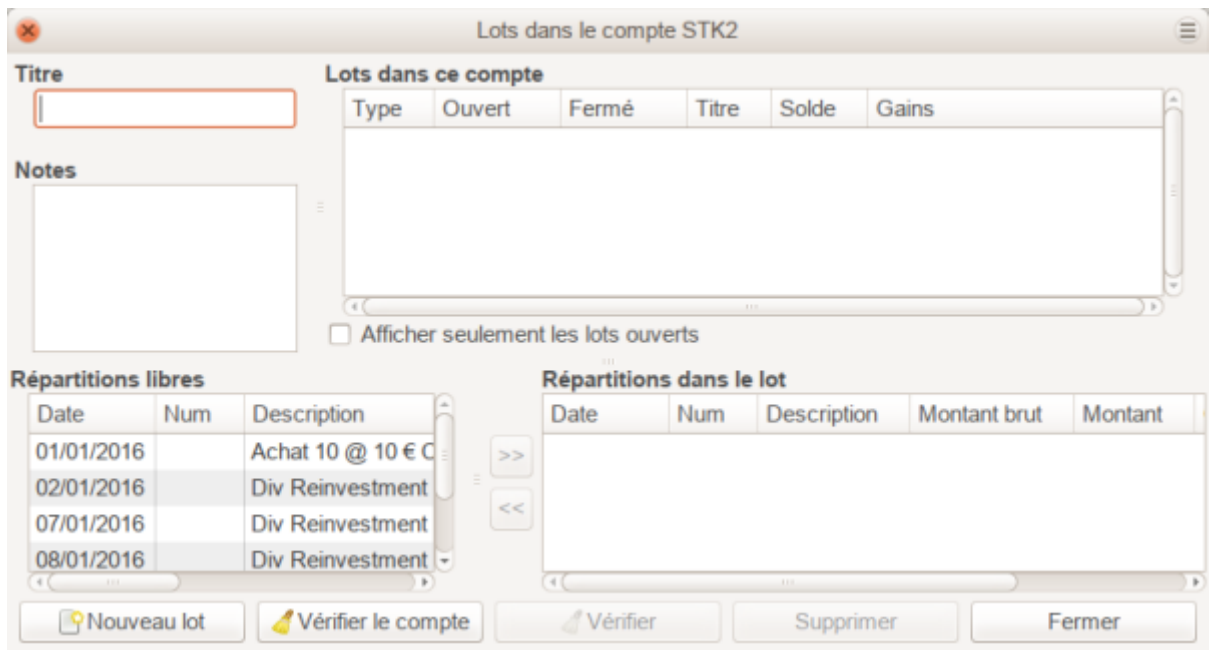 Lots dans le compte STK2
Titre
Lots dans ce compte
Type Ouvert Fermé Titre Solde Gains
Notes
Afficher seulement les lots ouverts
Répartitions libres
Répartitions dans le lot
Date Num Description
Date Num Description Montant brut Montant
01/01/2016 Achat 10 @ 10 €
>>
02/01/2016 Div Reinvestment
<<
07/01/2016 Div Reinvestment
08/01/2016 Div Reinvestment
Nouveau lot Vérifier le compte Vérifier Supprimer Fermer